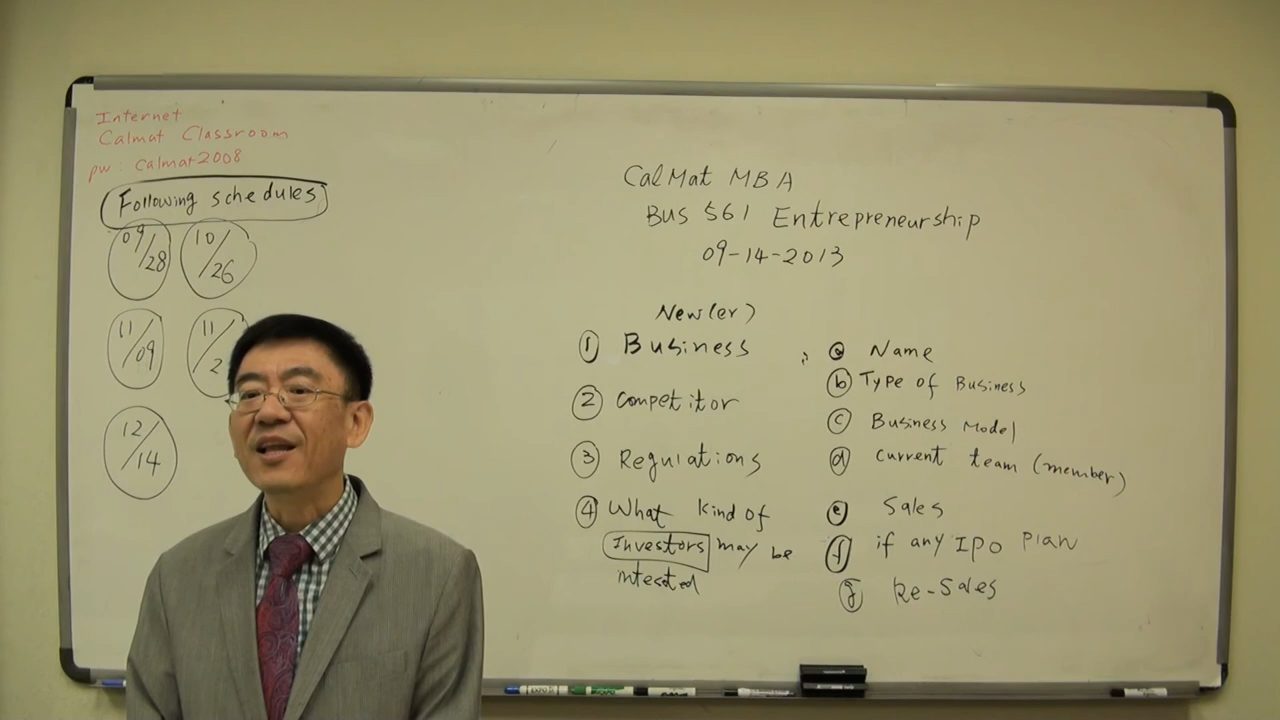 Internet
Calmat Classroom
pw: Calmat2008
Following schedules
09/28
10/26
11/09
11/2
12/14
CalMat MBA
Bus 561 Entrepreneurship
09-14-2013
New(er)
① Business
② Competitor
③ Regulations
④ What kind of
Investors may be
ⓐ Name
ⓑ Type of Business
ⓒ Business Model
ⓓ Current team (member)
ⓔ Sales
ⓕ if any IPO Plan
ⓖ Re-Sales
EXPO